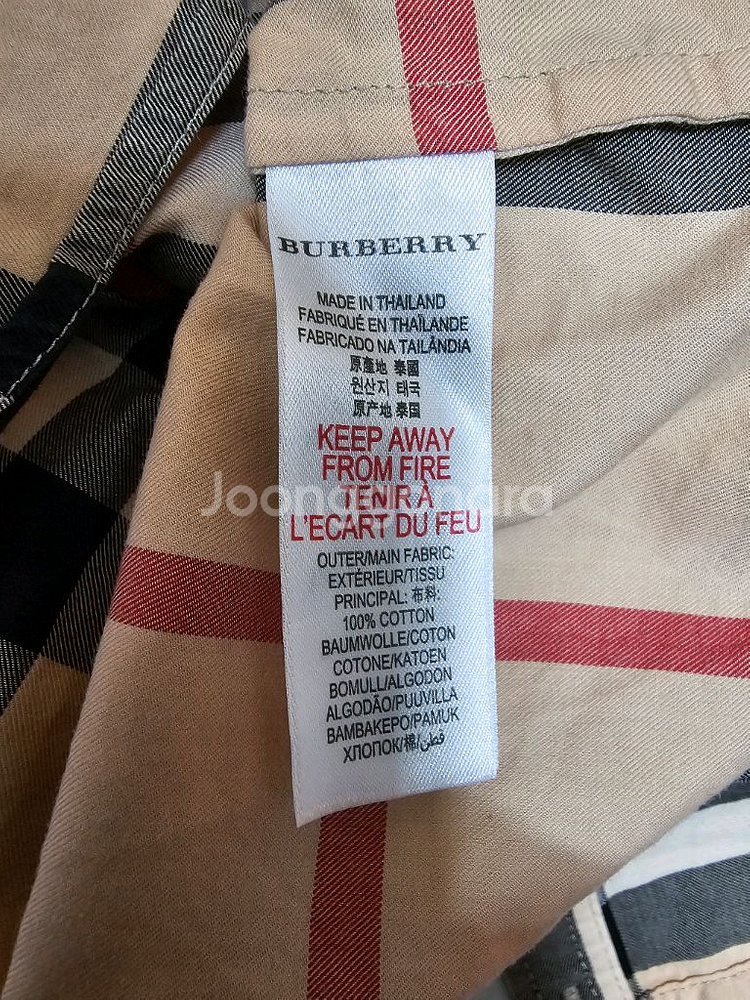 BURBERRY
MADE IN THAILAND
FABRIQUÉ EN THAÏLANDE
FABRICADO NA TAILÂNDIA
原產地 泰國
원산지 태국
原产地 泰国
KEEP AWAY
FROM FIRE
TENIR À
L'ECART DU FEU
Joonggonara
OUTER/MAIN FABRIC:
EXTÉRIEUR/TISSU
PRINCIPAL: 布料:
100% COTTON
BAUMWOLLE/COTON
COTONE/KATOEN
BOMULL/ALGODON
ALGODÃO/PUUVILLA
BAMBAKEPO/PAMUK
ХЛОПОК/棉/قطن